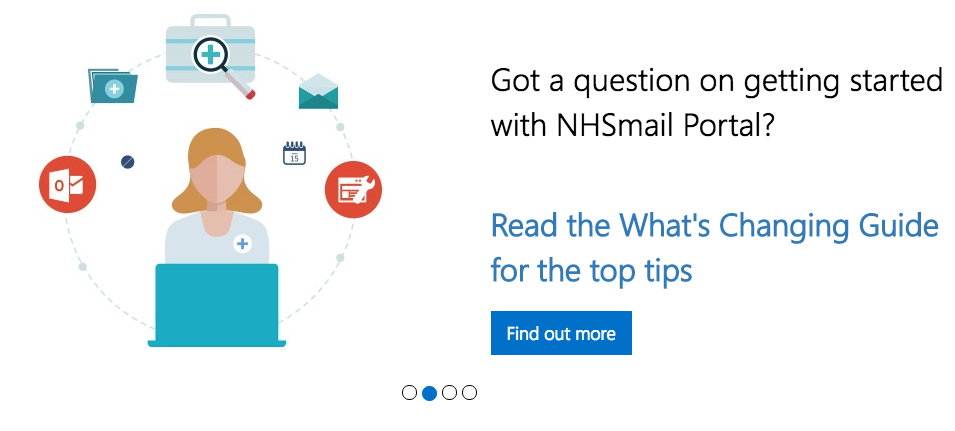 15
O
Got a question on getting started
with NHSmail Portal?
Read the What's Changing Guide
for the top tips
Find out more